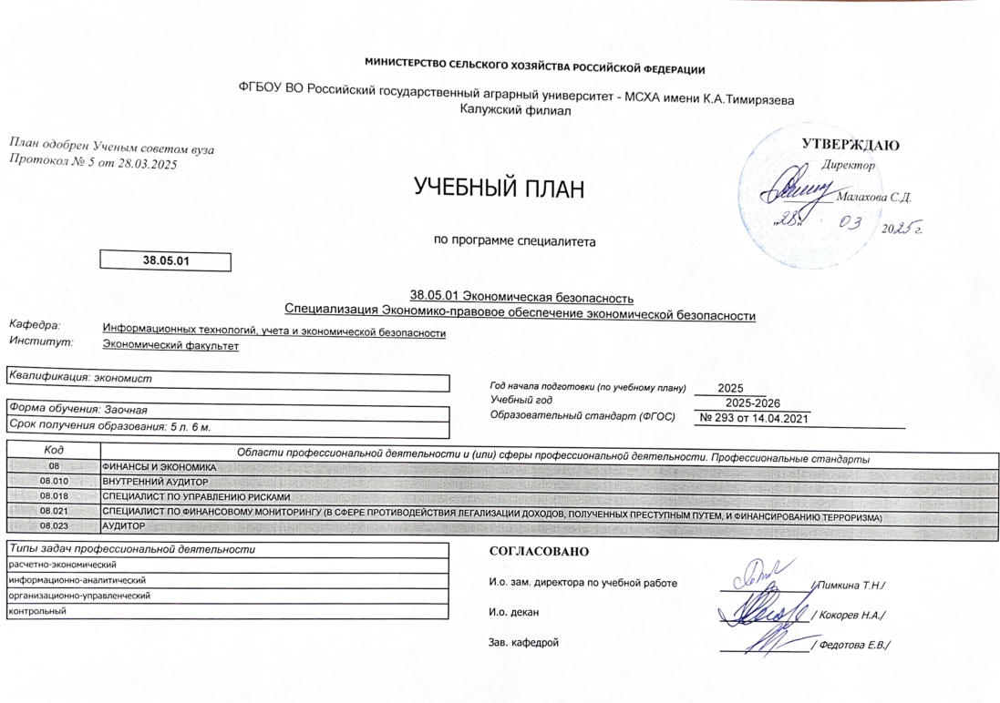 МИНИСТЕРСТВО СЕЛЬСКОГО ХОЗЯЙСТВА РОССИЙСКОЙ ФЕДЕРАЦИИ
ФГБОУ ВО Российский государственный аграрный университет - МСХА имени К.А.Тимирязева
Калужский филиал
План одобрен Ученым советом вуза
Протокол № 5 от 28.03.2025
УТВЕРЖДАЮ
Директор
Малахова С.Д.
„28„ 03 2025 г.
УЧЕБНЫЙ ПЛАН
по программе специалитета
38.05.01
38.05.01 Экономическая безопасность
Специализация Экономико-правовое обеспечение экономической безопасности
Кафедра: Информационных технологий, учета и экономической безопасности
Институт: Экономический факультет
Квалификация: экономист
Форма обучения: Заочная
Срок получения образования: 5 л. 6 м.
Год начала подготовки (по учебному плану) 2025
Учебный год 2025-2026
Образовательный стандарт (ФГОС) № 293 от 14.04.2021
Код Области профессиональной деятельности и (или) сферы профессиональной деятельности. Профессиональные стандарты
08 ФИНАНСЫ И ЭКОНОМИКА
08.010 ВНУТРЕННИЙ АУДИТОР
08.018 СПЕЦИАЛИСТ ПО УПРАВЛЕНИЮ РИСКАМИ
08.021 СПЕЦИАЛИСТ ПО ФИНАНСОВОМУ МОНИТОРИНГУ (В СФЕРЕ ПРОТИВОДЕЙСТВИЯ ЛЕГАЛИЗАЦИИ ДОХОДОВ, ПОЛУЧЕННЫХ ПРЕСТУПНЫМ ПУТЕМ, И ФИНАНСИРОВАНИЮ ТЕРРОРИЗМА)
08.023 АУДИТОР
Типы задач профессиональной деятельности
расчетно-экономический
информационно-аналитический
организационно-управленческий
контрольный
СОГЛАСОВАНО
И.о. зам. директора по учебной работе /Пимкина Т.Н./
И.о. декан / Кокорев Н.А./
Зав. кафедрой / Федотова Е.В./